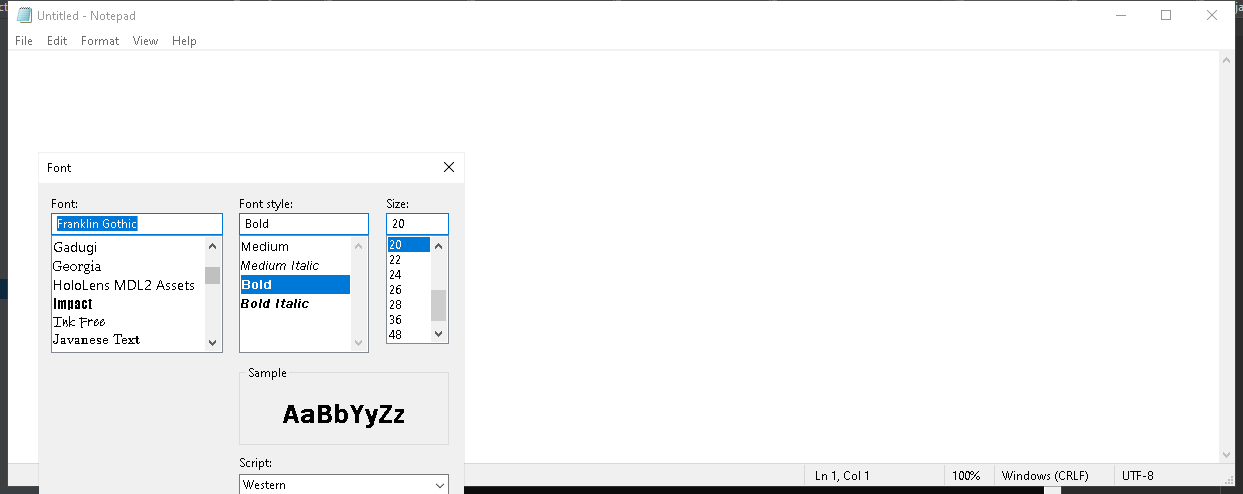 Untitled - Notepad
File Edit Format View Help
Font
Font: Font style: Size:
Franklin Gothic Bold 20
Gadugi
Georgia
HoloLens MDL2 Assets
Impact
Ink Free
Javanese Text
Medium
Medium Italic
Bold
Bold Italic
20
22
24
26
28
36
48
Sample
AaBbYyZz
Script:
Western
Ln 1, Col 1 100% Windows (CRLF) UTF-8